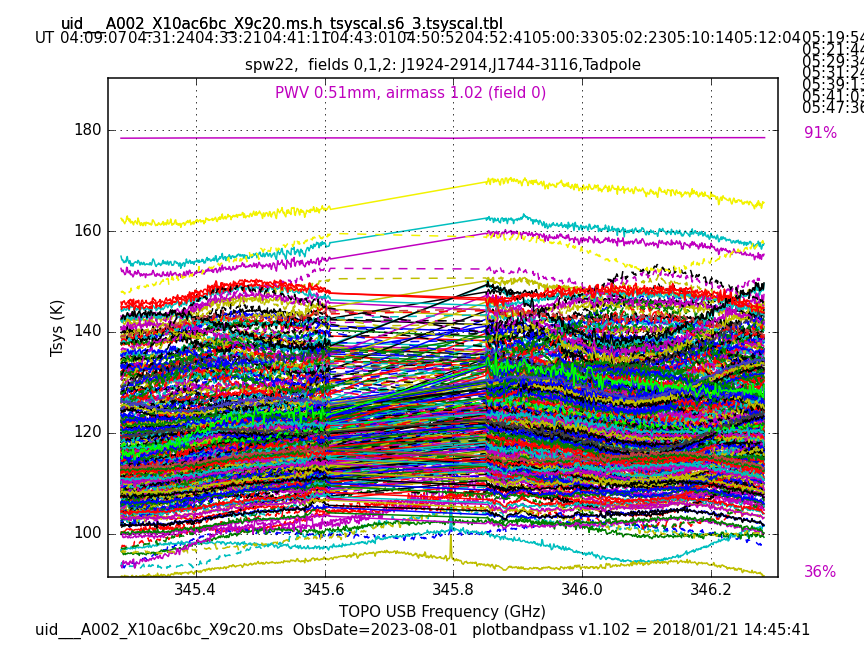 uid___A002_X10ac6bc_X9c20.ms.h_tsyscal.s6_3.tsyscal.tbl
UT 04:09:07 04:31:24 04:33:21 04:41:11 04:43:01 04:50:52 04:52:41 05:00:33 05:02:23 05:10:14 05:12:04 05:19:54
05:21:44
05:29:34
05:31:24
05:39:13
05:41:03
05:47:36
spw22, fields 0,1,2: J1924-2914,J1744-3116,Tadpole
PWV 0.51mm, airmass 1.02 (field 0)
91%
180
160
140
120
100
Tsys (K)
36%
345.4 345.6 345.8 346.0 346.2
TOPO USB Frequency (GHz)
uid___A002_X10ac6bc_X9c20.ms ObsDate=2023-08-01 plotbandpass v1.102 = 2018/01/21 14:45:41